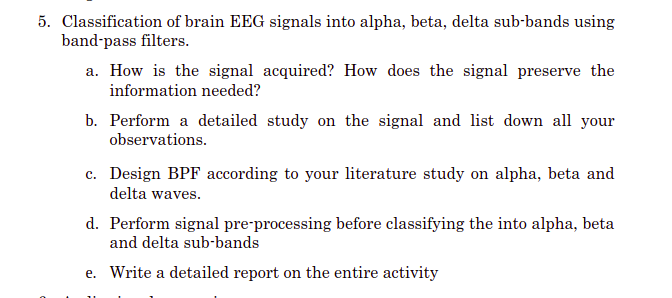 5. Classification of brain EEG signals into alpha, beta, delta sub-bands using
band-pass filters.
a. How is the signal acquired? How does the signal preserve the
information needed?
b. Perform a detailed study on the signal and list down all your
observations.
c. Design BPF according to your literature study on alpha, beta and
delta waves.
d. Perform signal pre-processing before classifying the into alpha, beta
and delta sub-bands
e. Write a detailed report on the entire activity